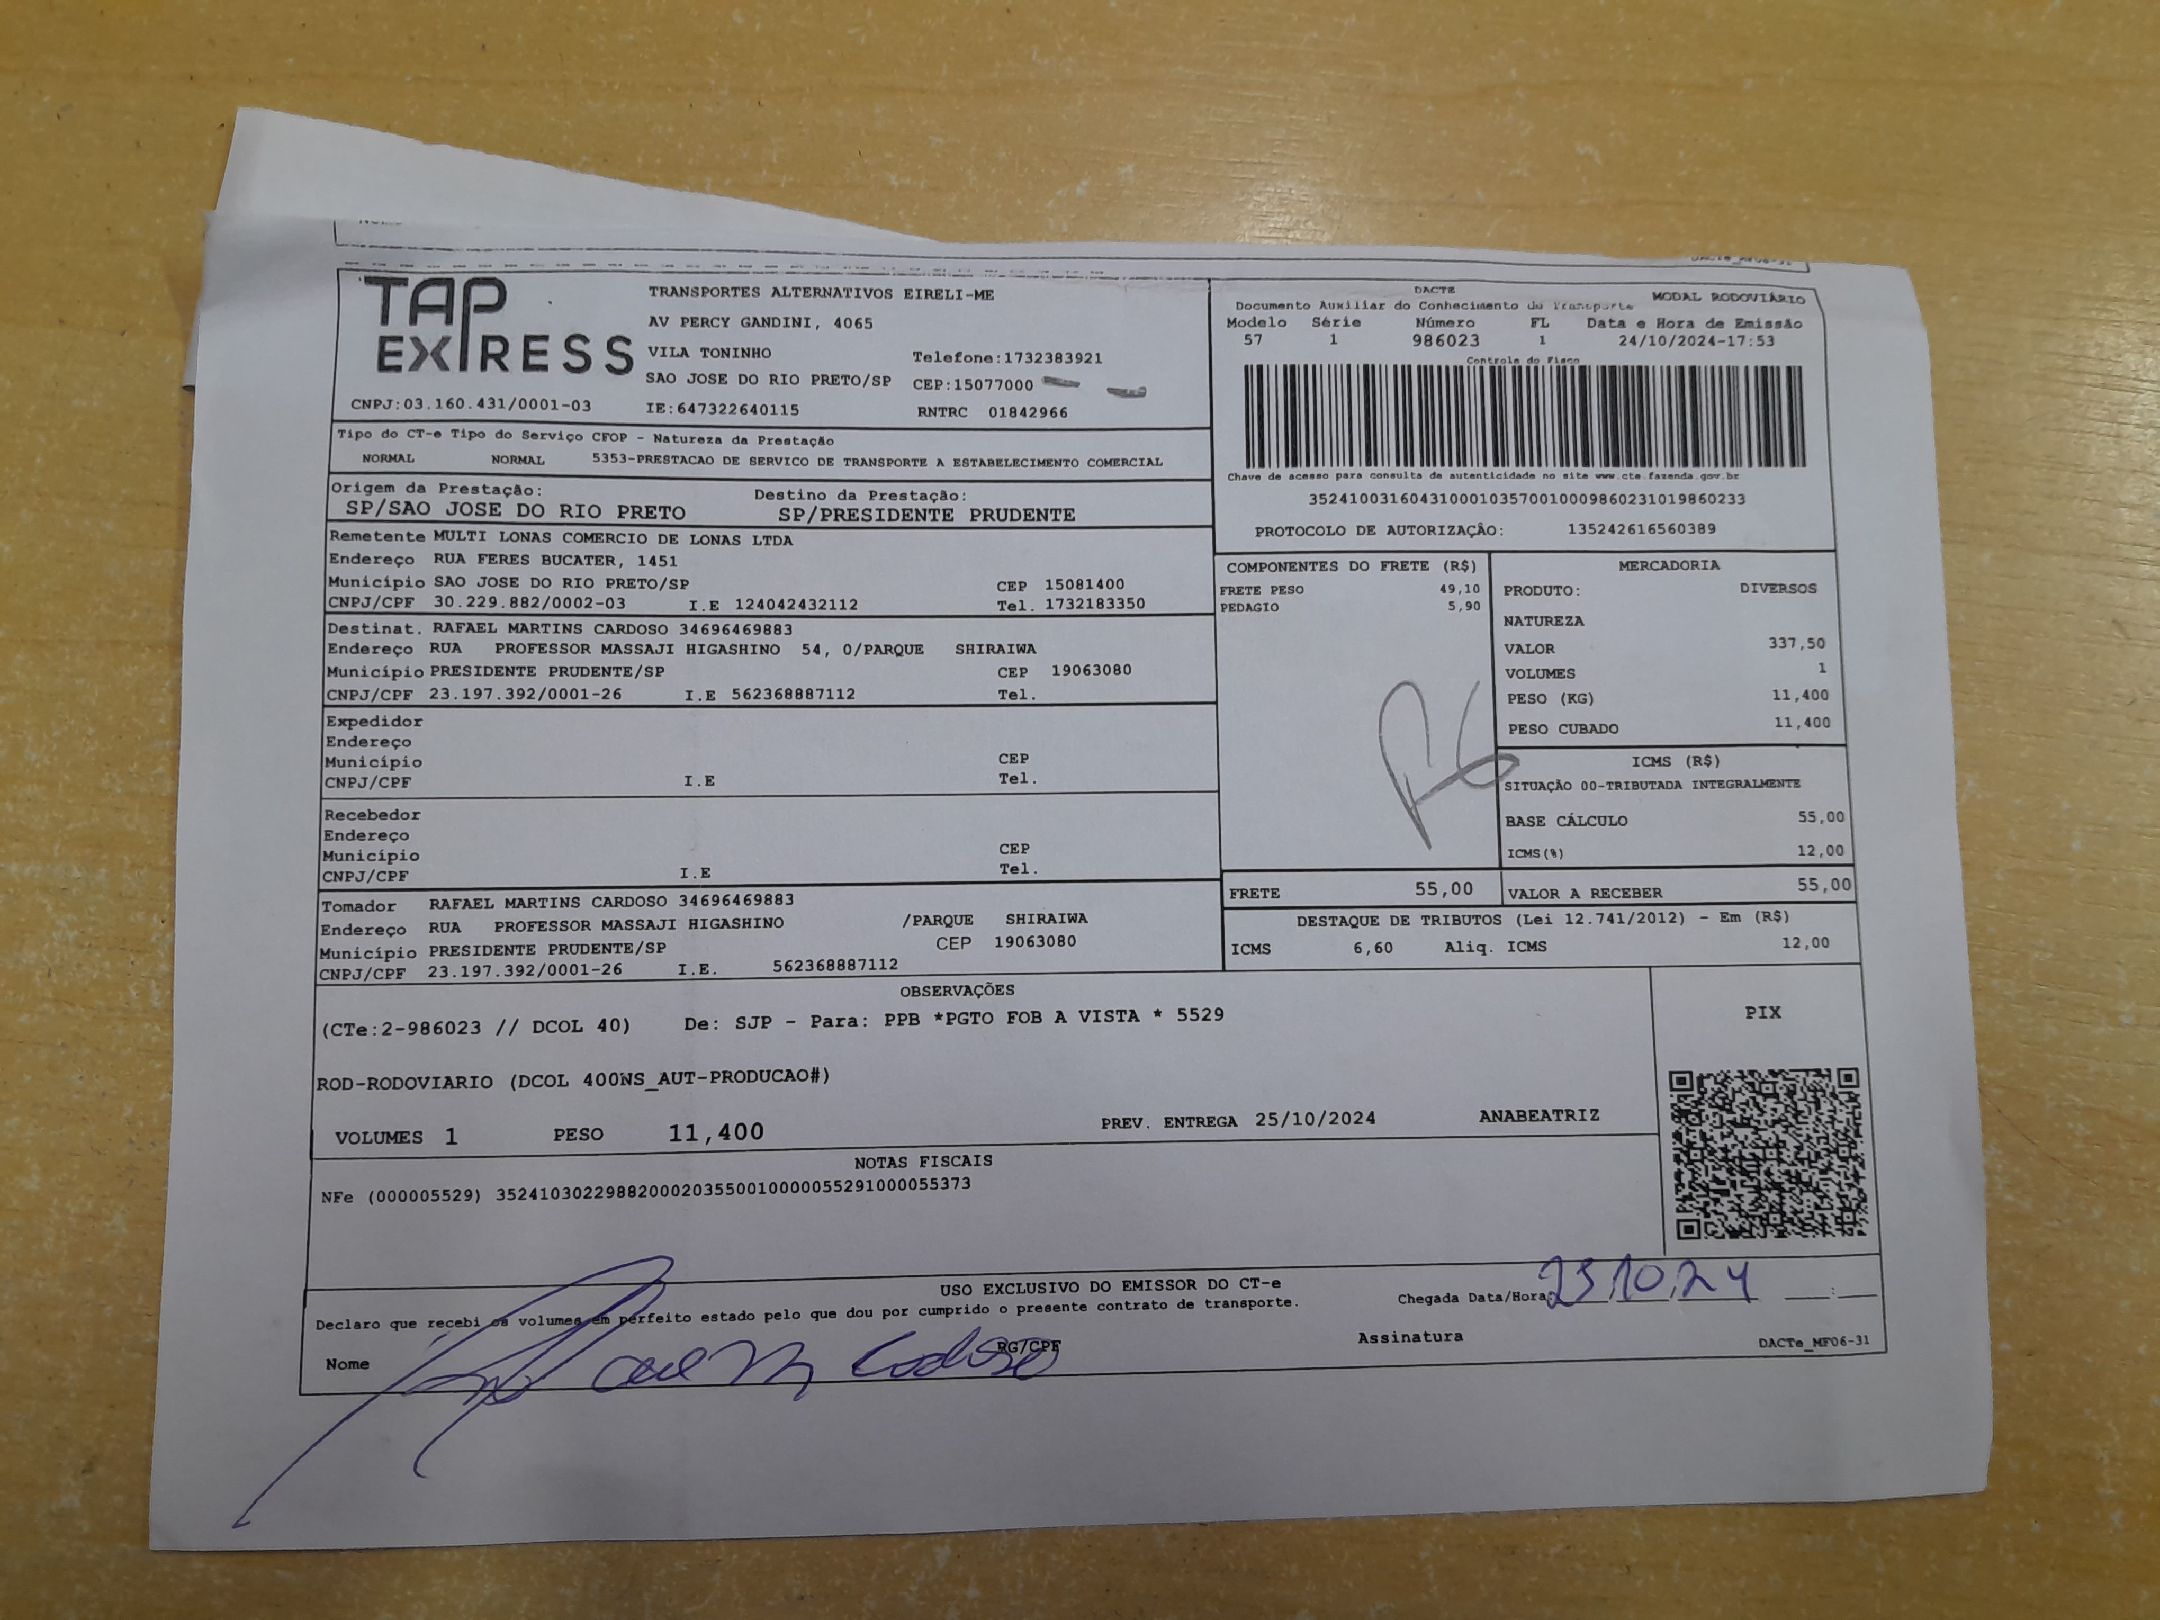 TAP
EXPRESS
TRANSPORTES ALTERNATIVOS EIRELI-ME
AV PERCY GANDINI, 4065
VILA TONINHO Telefone:1732383921
SAO JOSE DO RIO PRETO/SP CEP:15077000
CNPJ:03.160.431/0001-03 IE:647322640115 RNTRC 01842966
DACTE
Documento Auxiliar do Conhecimento de Transporte MODAL RODOVIÁRIO
Modelo Série Número FL Data e Hora de Emissão
57 1 986023 1 24/10/2024-17:53
Controle do Fisco
Chave de acesso para consulta de autenticidade no site www.cte.fazenda.gov.br
35241003160431000103570010009860231019860233
PROTOCOLO DE AUTORIZAÇÃO: 135242616560389
Tipo do CT-e Tipo do Serviço CFOP - Natureza da Prestação
NORMAL NORMAL 5353-PRESTACAO DE SERVICO DE TRANSPORTE A ESTABELECIMENTO COMERCIAL
Origem da Prestação: Destino da Prestação:
SP/SAO JOSE DO RIO PRETO SP/PRESIDENTE PRUDENTE
Remetente MULTI LONAS COMERCIO DE LONAS LTDA
Endereço RUA FERES BUCATER, 1451
Município SAO JOSE DO RIO PRETO/SP CEP 15081400
CNPJ/CPF 30.229.882/0002-03 I.E 124042432112 Tel. 1732183350
Destinat. RAFAEL MARTINS CARDOSO 34696469883
Endereço RUA PROFESSOR MASSAJI HIGASHINO 54, 0/PARQUE SHIRAIWA
Município PRESIDENTE PRUDENTE/SP CEP 19063080
CNPJ/CPF 23.197.392/0001-26 I.E 562368887112 Tel.
Expedidor
Endereço
Município CEP
CNPJ/CPF I.E Tel.
Recebedor
Endereço
Município CEP
CNPJ/CPF I.E Tel.
Tomador RAFAEL MARTINS CARDOSO 34696469883
Endereço RUA PROFESSOR MASSAJI HIGASHINO /PARQUE SHIRAIWA
Município PRESIDENTE PRUDENTE/SP CEP 19063080
CNPJ/CPF 23.197.392/0001-26 I.E. 562368887112
COMPONENTES DO FRETE (R$)
FRETE PESO 49,10
PEDAGIO 5,90
MERCADORIA
PRODUTO: DIVERSOS
NATUREZA
VALOR 337,50
VOLUMES 1
PESO (KG) 11,400
PESO CUBADO 11,400
ICMS (R$)
SITUAÇÃO 00-TRIBUTADA INTEGRALMENTE
BASE CÁLCULO 55,00
ICMS(%) 12,00
FRETE 55,00 VALOR A RECEBER 55,00
DESTAQUE DE TRIBUTOS (Lei 12.741/2012) - Em (R$)
ICMS 6,60 Aliq. ICMS 12,00
OBSERVAÇÕES
(CTe:2-986023 // DCOL 40) De: SJP - Para: PPB *PGTO FOB A VISTA * 5529
ROD-RODOVIARIO (DCOL 400NS_AUT-PRODUCAO#)
VOLUMES 1 PESO 11,400 PREV. ENTREGA 25/10/2024 ANABEATRIZ
PIX
NOTAS FISCAIS
NFe (000005529) 35241030229882000203550010000055291000055373
USO EXCLUSIVO DO EMISSOR DO CT-e
Declaro que recebi os volumes em perfeito estado pelo que dou por cumprido o presente contrato de transporte.
Chegada Data/Hora: 25 10 24 __:__
Nome RG/CPF Assinatura
DACTe_MF06-31